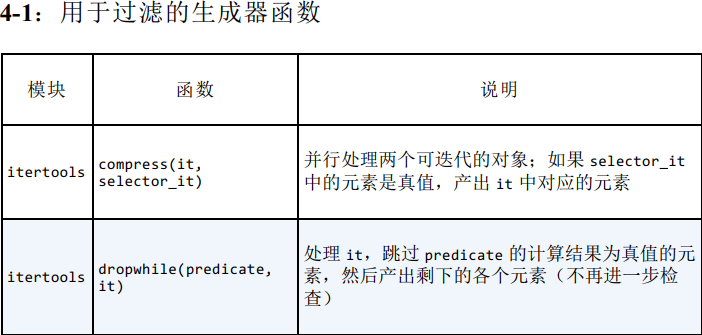 4-1：用于过滤的生成器函数
模块 函数 说明
itertools
compress(it,
selector_it)
并行处理两个可迭代的对象；如果 selector_it
中的元素是真值，产出 it 中对应的元素
itertools
dropwhile(predicate,
it)
处理 it，跳过 predicate 的计算结果为真值的元
素，然后产出剩下的各个元素（不再进一步检
查）